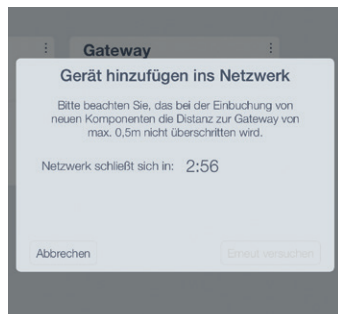 Gateway
Gerät hinzufügen ins Netzwerk
Bitte beachten Sie, das bei der Einbuchung von
neuen Komponenten die Distanz zur Gateway von
max. 0,5m nicht überschritten wird.
Netzwerk schließt sich in: 2:56
Abbrechen
Erneut versuchen